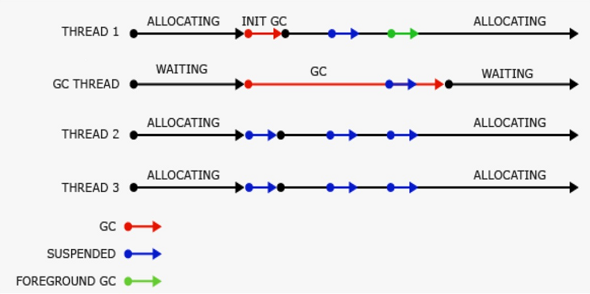 ALLOCATING INIT GC ALLOCATING
THREAD 1
WAITING GC WAITING
GC THREAD
ALLOCATING ALLOCATING
THREAD 2
ALLOCATING ALLOCATING
THREAD 3
GC
SUSPENDED
FOREGROUND GC